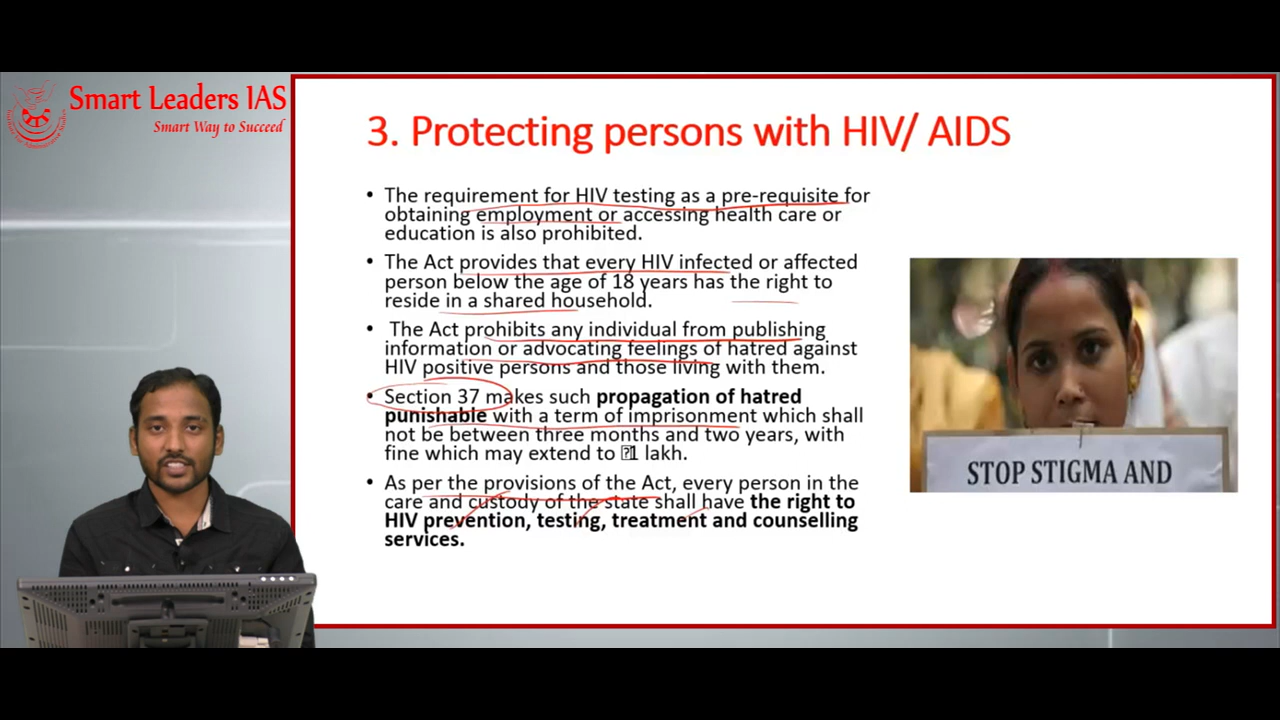 Smart Leaders IAS
Smart Way to Succeed
3. Protecting persons with HIV/ AIDS
• The requirement for HIV testing as a pre-requisite for
obtaining employment or accessing health care or
education is also prohibited.
• The Act provides that every HIV infected or affected
person below the age of 18 years has the right to
reside in a shared household.
• The Act prohibits any individual from publishing
information or advocating feelings of hatred against
HIV positive persons and those living with them.
• Section 37 makes such propagation of hatred
punishable with a term of imprisonment which shall
not be between three months and two years, with
fine which may extend to 1 lakh.
• As per the provisions of the Act, every person in the
care and custody of the state shall have the right to
HIV prevention, testing, treatment and counselling
services.
STOP STIGMA AND